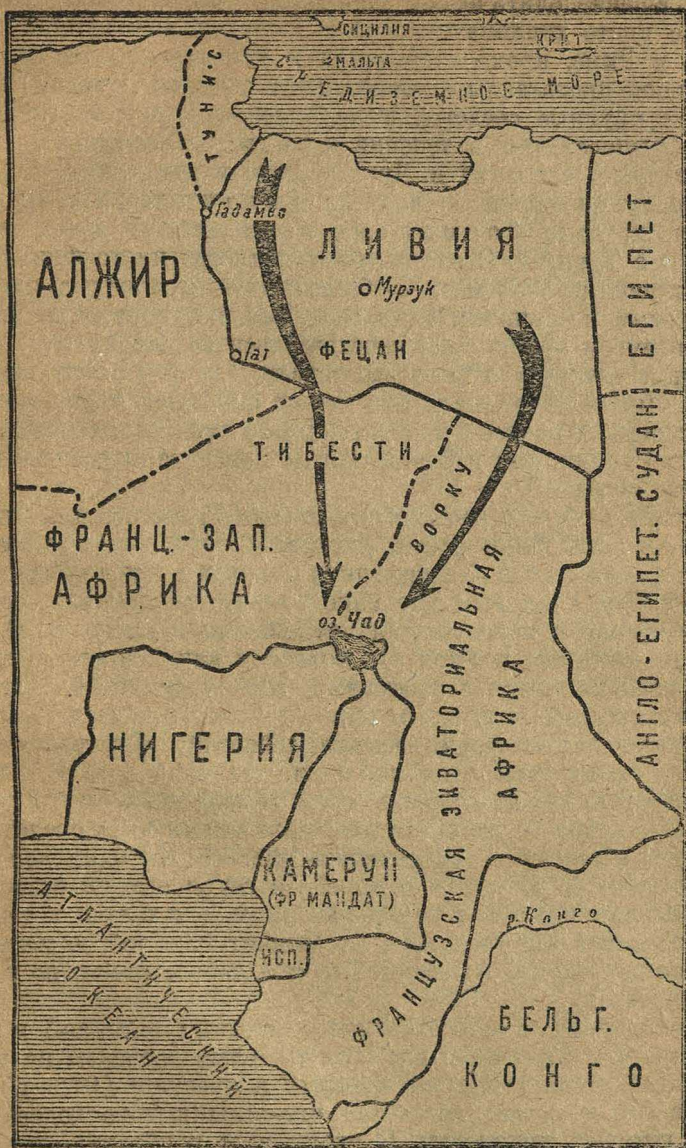 СИЦИЛИЯ
КРИТ
МАЛЬТА
ЕДИЗЕМНОЕ МОРЕ
ТУНИС
Гадамес
ЛИВИЯ
ЕГИПЕТ
АЛЖИР
Мурзук
Гат
ФЕЦАН
ТИБЕСТИ
БОРКУ
АНГЛО-ЕГИПЕТ. СУДАН
ФРАНЦ.-ЗАП.
АФРИКА
оз. Чад
ФРАНЦУЗСКАЯ ЭКВАТОРИАЛЬНАЯ
АФРИКА
НИГЕРИЯ
КАМЕРУН
(ФР МАНДАТ)
АТЛАНТИЧЕСКИЙ
ОКЕАН
ИСП.
р. Конго
БЕЛЬГ.
КОНГО